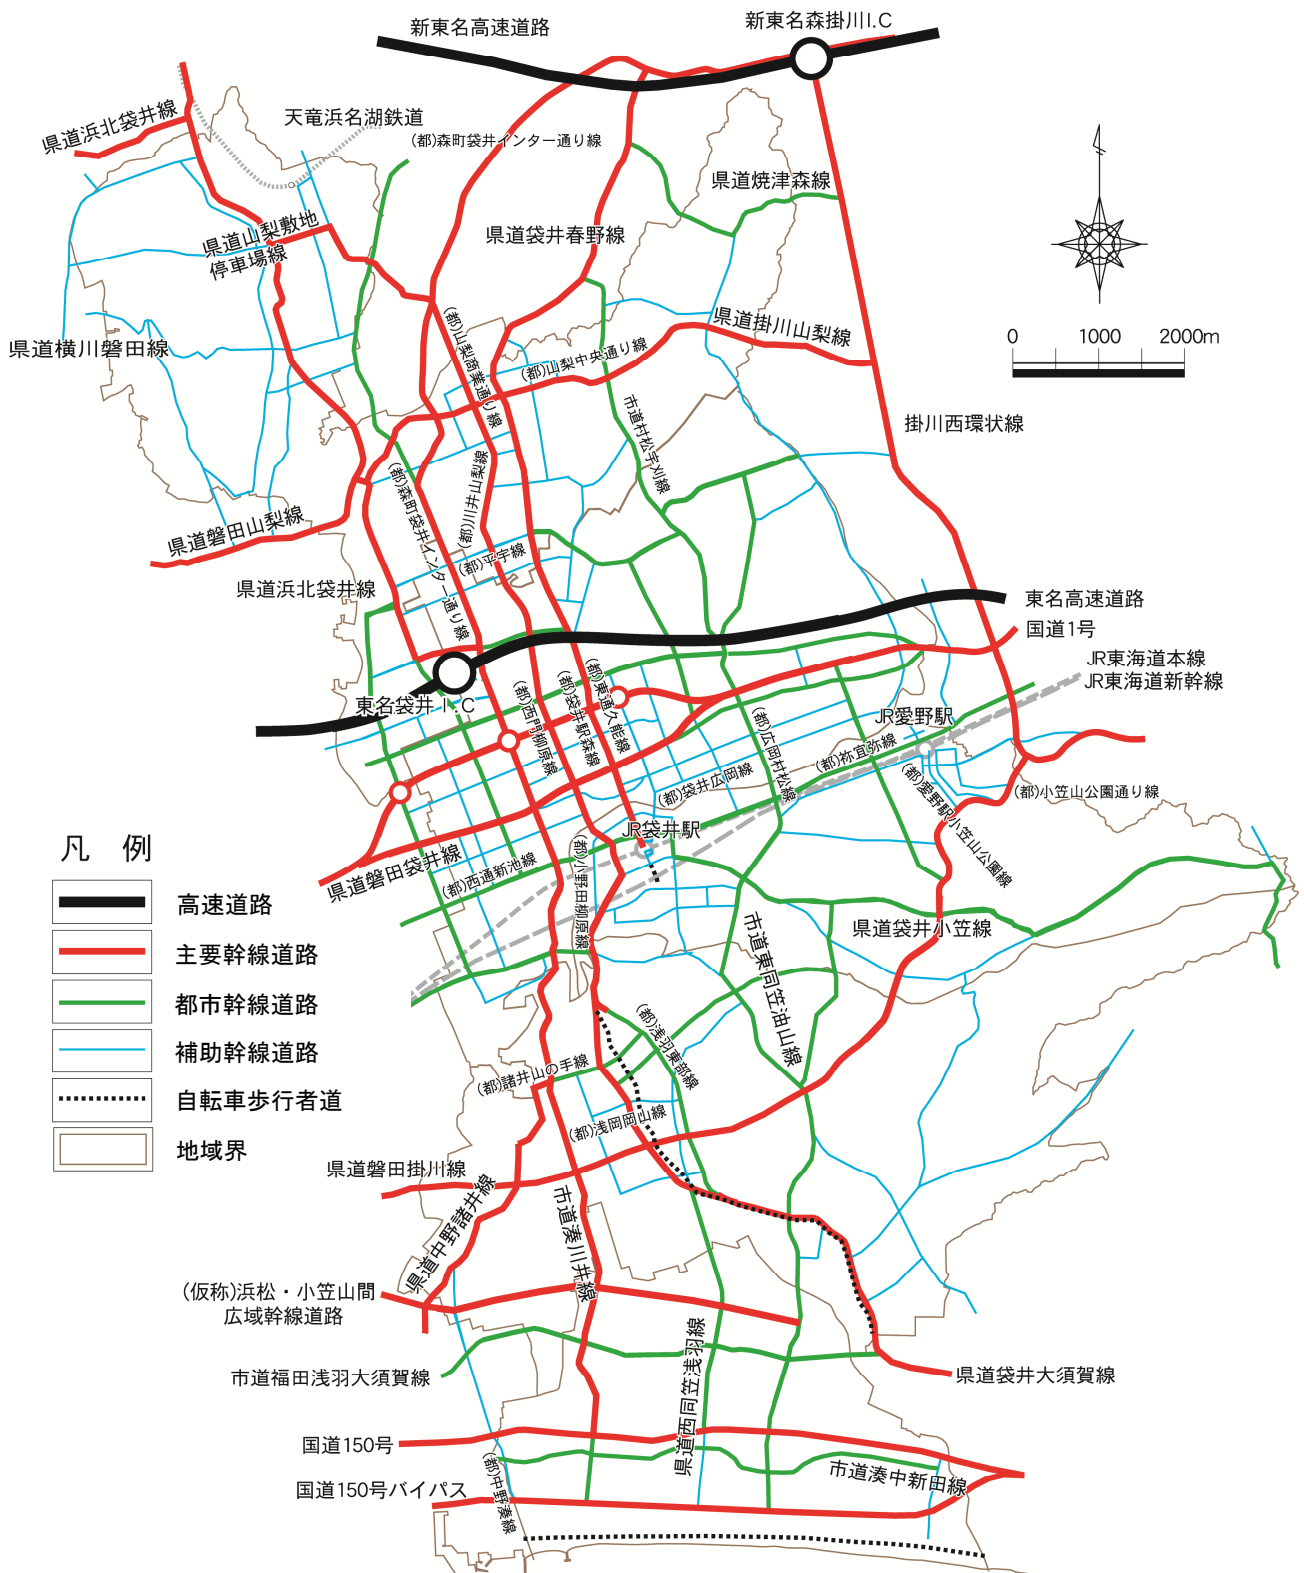 新東名高速道路
新東名森掛川I.C
天竜浜名湖鉄道
県道浜北袋井線
(都)森町袋井インター通り線
県道焼津森線
県道山梨敷地
停車場線
県道袋井春野線
県道横川磐田線
(都)山梨商業通り線
(都)山梨中央通り線
県道掛川山梨線
0 1000 2000m
市道村松宇刈線
掛川西環状線
(都)川井山梨線
(都)森町袋井インター通り線
県道磐田山梨線
(都)平宇線
県道浜北袋井線
東名高速道路
国道1号
JR東海道本線
JR東海道新幹線
東名袋井I.C
(都)西門柳原線
(都)袋井駅森線
(都)東通久能線
(都)広岡村松線
JR愛野駅
(都)祢宜弥線
(都)袋井広岡線
(都)愛野駅小笠山公園線
(都)小笠山公園通り線
JR袋井駅
県道磐田袋井線
(都)西通新池線
(都)小野田柳原線
凡 例
高速道路
主要幹線道路
都市幹線道路
補助幹線道路
自転車歩行者道
地域界
県道袋井小笠線
市道東同笠油山線
(都)浅羽東部線
(都)諸井山の手線
(都)浅岡岡山線
県道磐田掛川線
県道中野諸井線
市道湊川井線
(仮称)浜松・小笠山間
広域幹線道路
市道福田浅羽大須賀線
県道西同笠浅羽線
県道袋井大須賀線
国道150号
国道150号バイパス
(都)中野湊線
市道湊中新田線